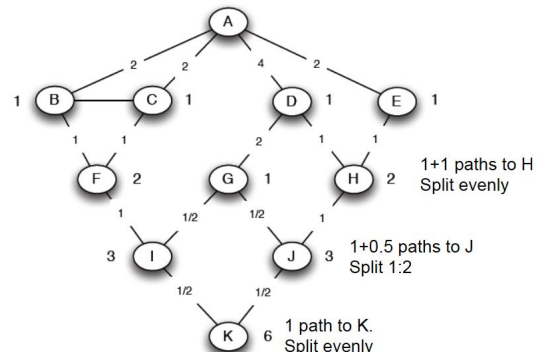 A
2 2 4 2
1 B C 1 D 1 E 1
1 1 2 1 1
F 2 G 1 H 2
1+1 paths to H
Split evenly
1 1/2 1/2 1
3 I J 3
1+0.5 paths to J
Split 1:2
1/2 1/2
K 6
1 path to K.
Split evenly